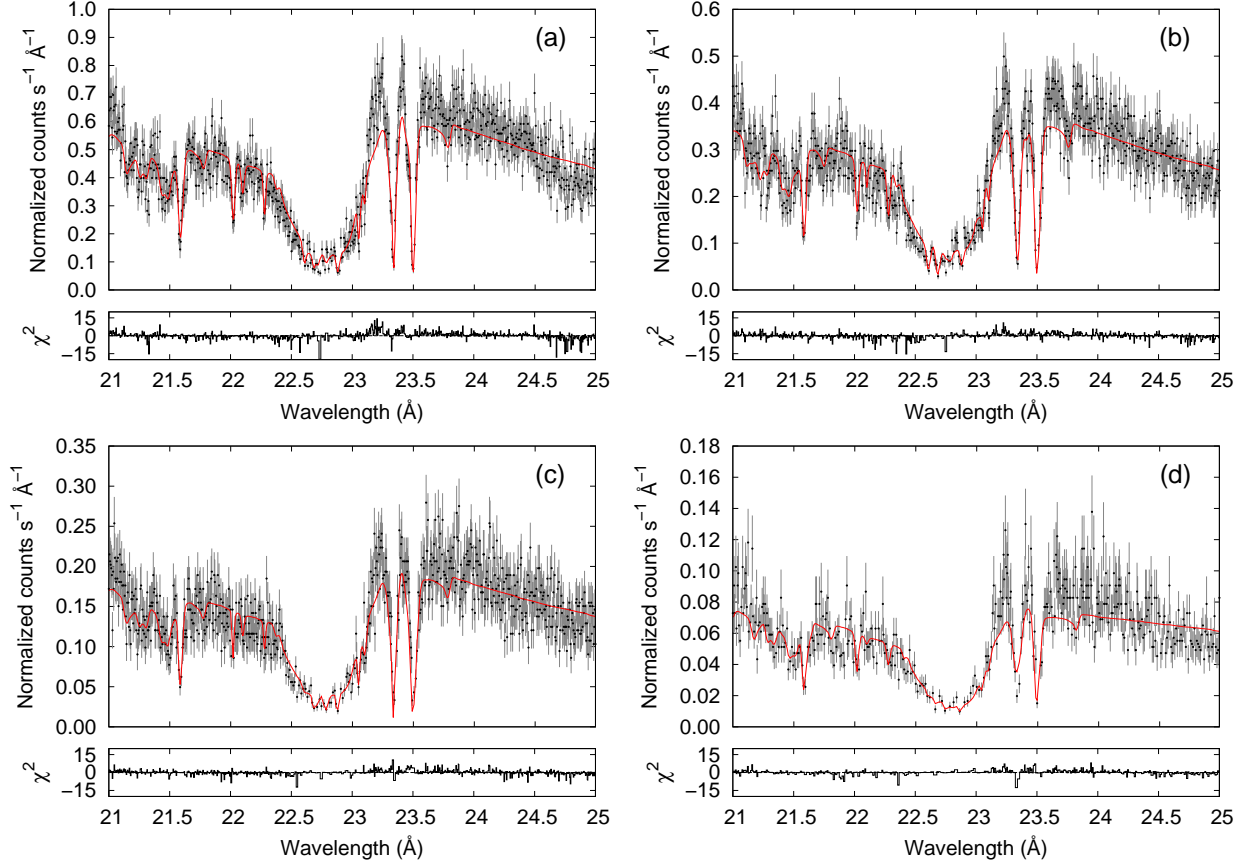 (a)
Normalized counts s⁻¹ Å⁻¹
1.0
0.9
0.8
0.7
0.6
0.5
0.4
0.3
0.2
0.1
0.0
χ²
15
0
−15
21 21.5 22 22.5 23 23.5 24 24.5 25
Wavelength (Å)
(b)
Normalized counts s⁻¹ Å⁻¹
0.6
0.5
0.4
0.3
0.2
0.1
0.0
χ²
15
0
−15
21 21.5 22 22.5 23 23.5 24 24.5 25
Wavelength (Å)
(c)
Normalized counts s⁻¹ Å⁻¹
0.35
0.30
0.25
0.20
0.15
0.10
0.05
0.00
χ²
15
0
−15
21 21.5 22 22.5 23 23.5 24 24.5 25
Wavelength (Å)
(d)
Normalized counts s⁻¹ Å⁻¹
0.18
0.16
0.14
0.12
0.10
0.08
0.06
0.04
0.02
0.00
χ²
15
0
−15
21 21.5 22 22.5 23 23.5 24 24.5 25
Wavelength (Å)